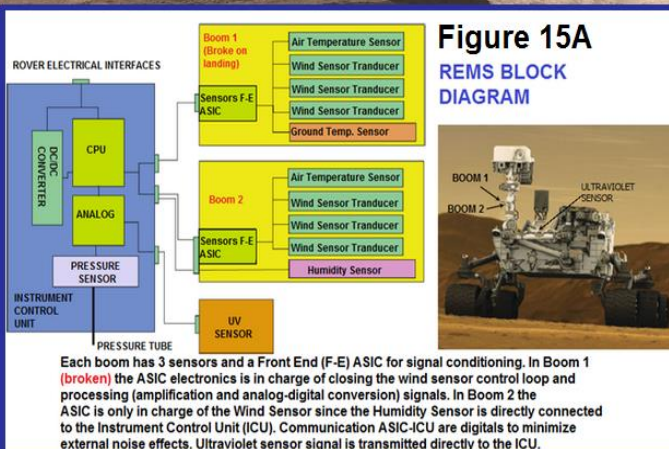 Figure 15A
REMS BLOCK
DIAGRAM
ROVER ELECTRICAL INTERFACES
DC/DC
CONVERTER
CPU
ANALOG
PRESSURE
SENSOR
INSTRUMENT
CONTROL
UNIT
PRESSURE TUBE
Boom 1
(Broke on
landing)
Sensors F-E
ASIC
Air Temperature Sensor
Wind Sensor Tranducer
Wind Sensor Tranducer
Wind Sensor Tranducer
Ground Temp. Sensor
Boom 2
Sensors F-E
ASIC
Air Temperature Sensor
Wind Sensor Tranducer
Wind Sensor Tranducer
Wind Sensor Tranducer
Humidity Sensor
UV
SENSOR
BOOM 1
BOOM 2
ULTRAVIOLET
SENSOR
Each boom has 3 sensors and a Front End (F-E) ASIC for signal conditioning. In Boom 1
(broken) the ASIC electronics is in charge of closing the wind sensor control loop and
processing (amplification and analog-digital conversion) signals. In Boom 2 the
ASIC is only in charge of the Wind Sensor since the Humidity Sensor is directly connected
to the Instrument Control Unit (ICU). Communication ASIC-ICU are digitals to minimize
external noise effects. Ultraviolet sensor signal is transmitted directly to the ICU.